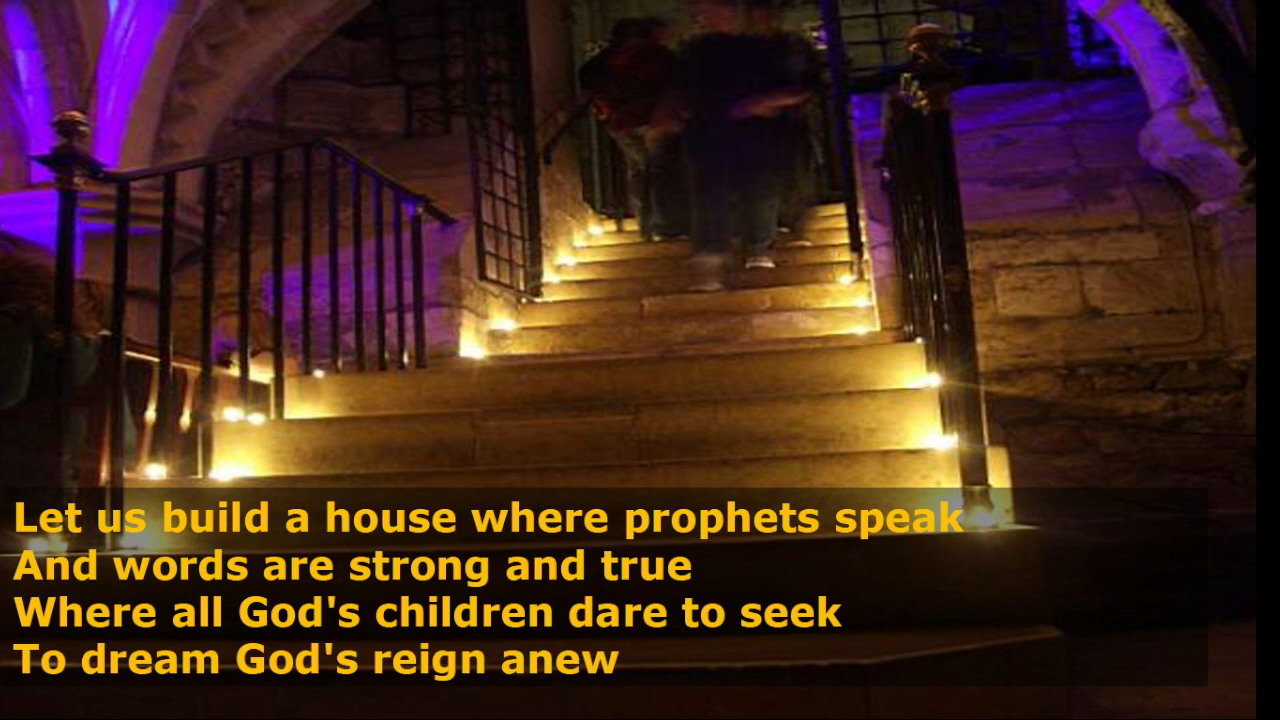 Let us build a house where prophets speak
And words are strong and true
Where all God's children dare to seek
To dream God's reign anew